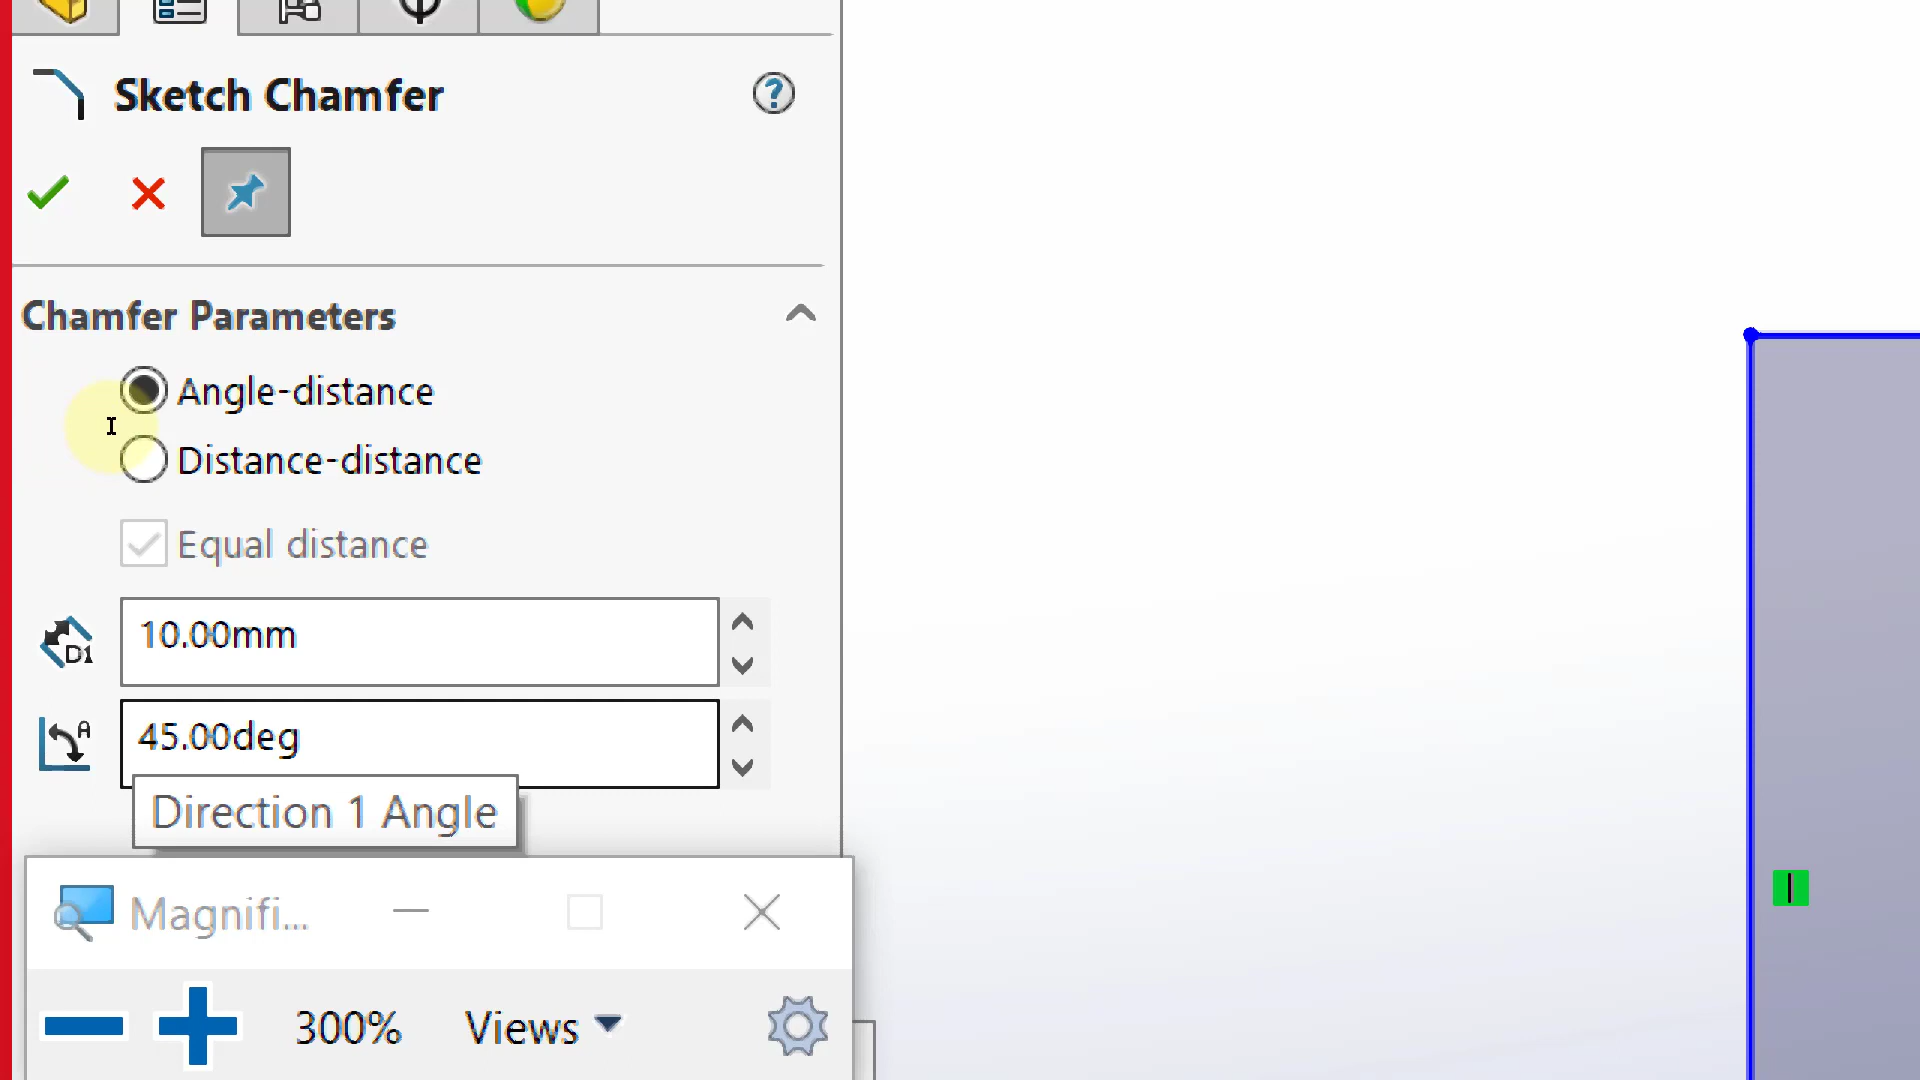 Sketch Chamfer
?
Chamfer Parameters
Angle-distance
Distance-distance
Equal distance
D1
10.00mm
A
45.00deg
Direction 1 Angle
Magnifi...
300%
Views